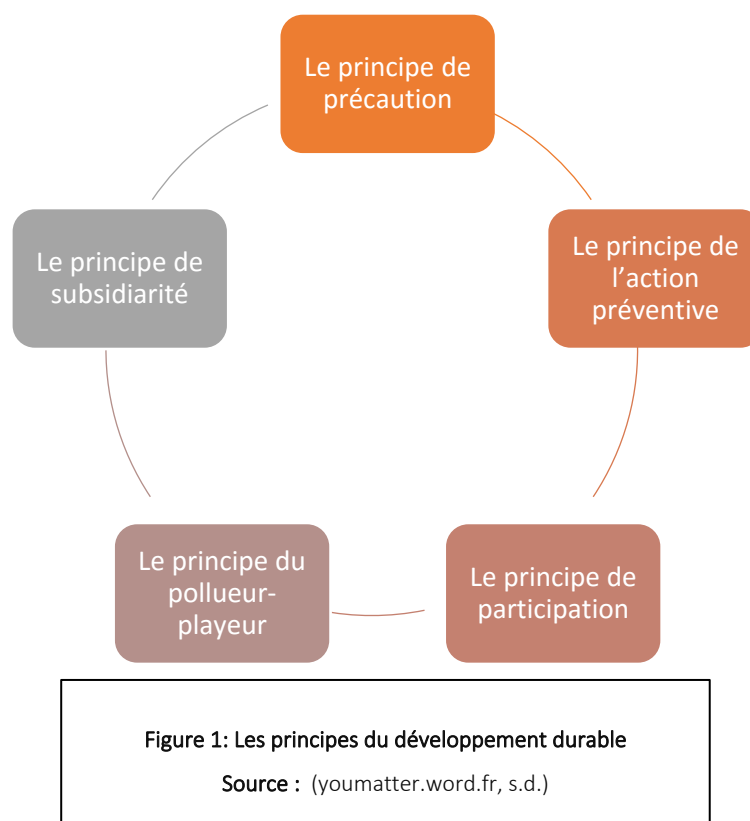 Le principe de
précaution
Le principe de
l'action
préventive
Le principe de
participation
Le principe du
pollueur-
playeur
Le principe de
subsidiarité
Figure 1: Les principes du développement durable
Source : (youmatter.word.fr, s.d.)